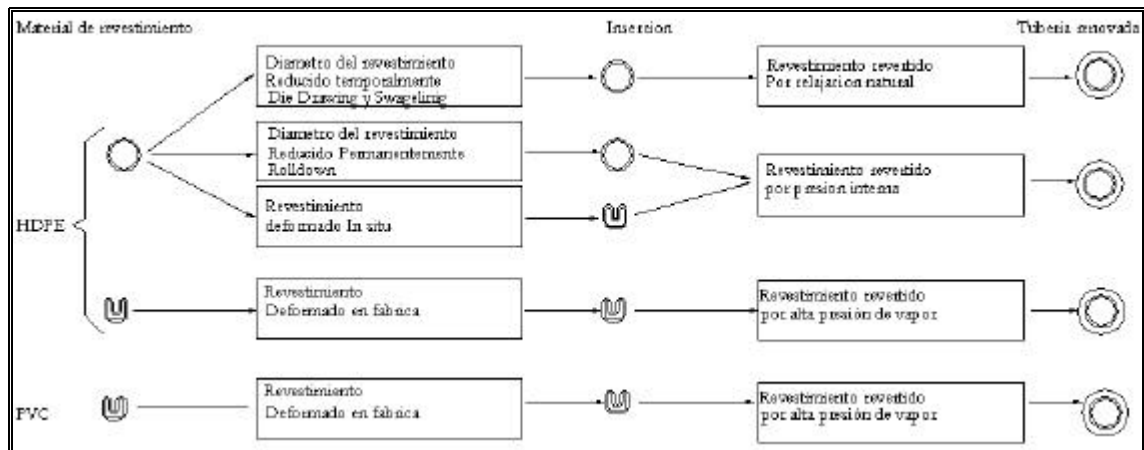 Material de revestimiento
Insercion
Tuberia renovada
Diametro del revestimiento
Reducido temporalmente
Die Drawing y Swagelinig
Revestimiento revertido
Por relajacion natural
Diametro del revestimiento
Reducido Permanentemente
Rolldown
Revestimiento revertido
por presion interna
HDPE
Revestimiento
deformado In situ
Revestimiento
Deformado en fabrica
Revestimiento revertido
por alta presión de vapor
PVC
Revestimiento
Deformado en fabrica
Revestimiento revertido
por alta presión de vapor